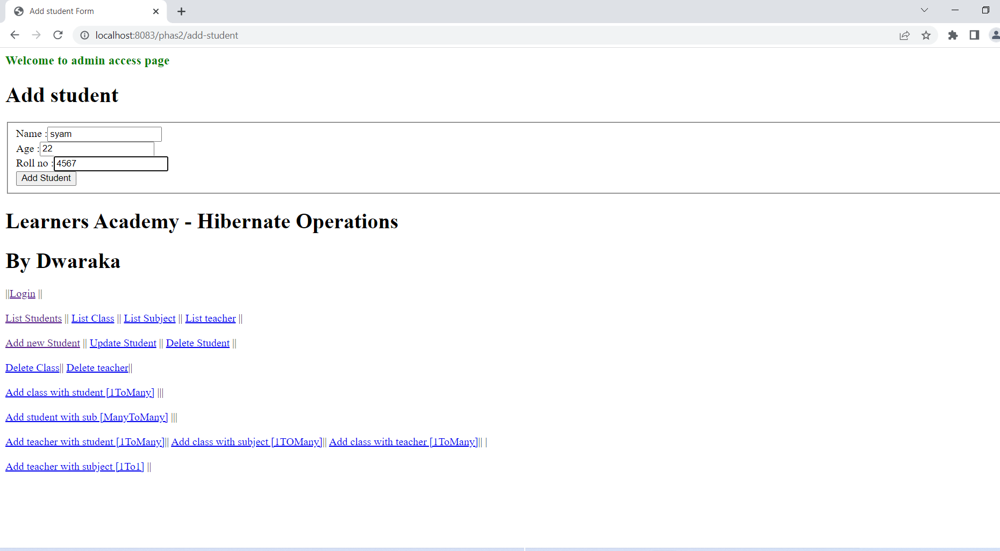 Add student Form
localhost:8083/phas2/add-student
Welcome to admin access page
Add student
Name :syam
Age :22
Roll no :4567
Add Student
Learners Academy - Hibernate Operations
By Dwaraka
||Login ||
List Students || List Class || List Subject || List teacher ||
Add new Student || Update Student || Delete Student ||
Delete Class|| Delete teacher||
Add class with student [1ToMany] |||
Add student with sub [ManyToMany] |||
Add teacher with student [1ToMany]|| Add class with subject [1TOMany]|| Add class with teacher [1ToMany]|| |
Add teacher with subject [1To1] ||